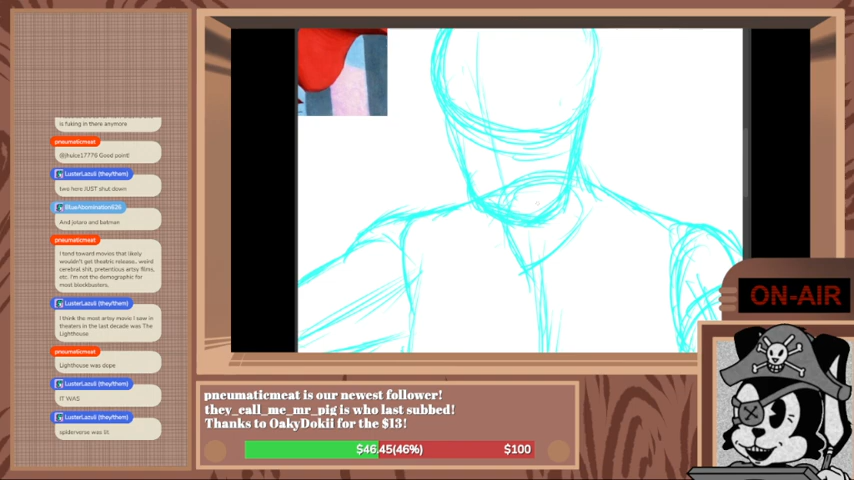 is fuking in there anymore
pneumaticmeat
@jhulce17776 Good point!
LusterLazuli (they/them)
two here JUST shut down
BlueAbomination626
And jotaro and batman
pneumaticmeat
I tend toward movies that likely
wouldn't get theatric release.. weird
cerebral shit, pretentious artsy films,
etc. I'm not the demographic for
most blockbusters.
LusterLazuli (they/them)
I think the most artsy movie I saw in
theaters in the last decade was The
Lighthouse
pneumaticmeat
Lighthouse was dope
LusterLazuli (they/them)
IT WAS
LusterLazuli (they/them)
spiderverse was lit
ON-AIR
pneumaticmeat is our newest follower!
they_call_me_mr_pig is who last subbed!
Thanks to OakyDokii for the $13!
$46.45(46%) $100